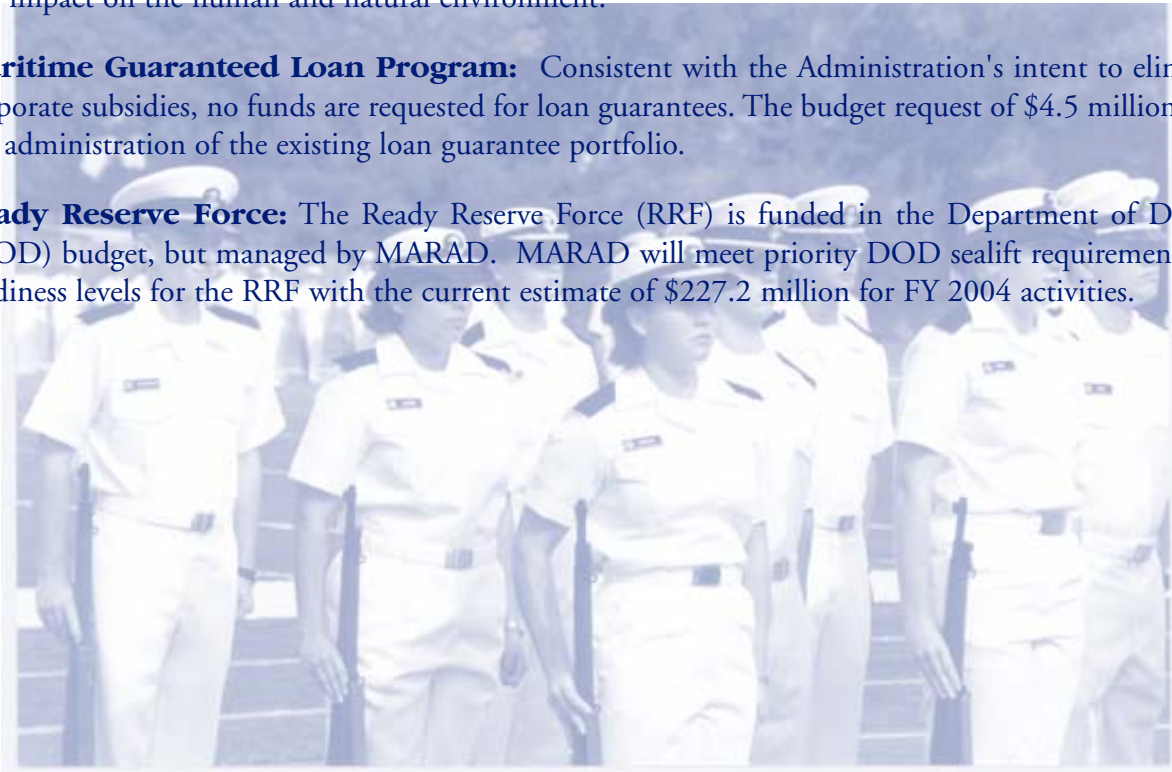 impact on the human and natural environment.
ritime Guaranteed Loan Program: Consistent with the Administration's intent to elin
porate subsidies, no funds are requested for loan guarantees. The budget request of $4.5 million
administration of the existing loan guarantee portfolio.
ady Reserve Force: The Ready Reserve Force (RRF) is funded in the Department of D
OD) budget, but managed by MARAD. MARAD will meet priority DOD sealift requiremen
diness levels for the RRF with the current estimate of $227.2 million for FY 2004 activities.